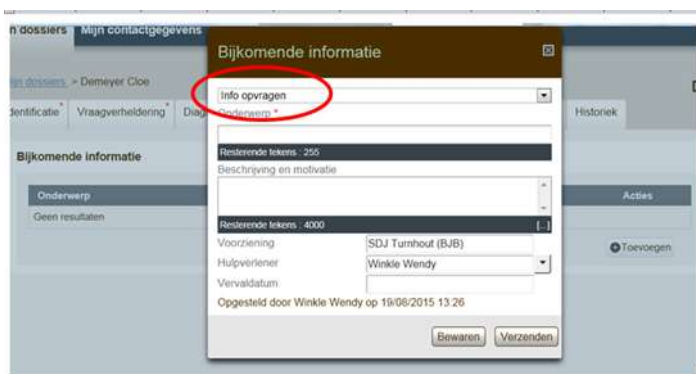 n dossiers Mijn contactgegevens
Bijkomende informatie
Mijn dossiers > Demeyer Cloe
Info opvragen
dentificatie * Vraagverheldering * Diag Historiek
Onderwerp *
Resterende tekens : 255
Bijkomende informatie
Beschrijving en motivatie
Onderwerp Acties
Geen resultaten
Resterende tekens : 4000 [...]
Voorziening SDJ Turnhout (BJB)
Toevoegen
Hulpverlener Winkle Wendy
Vervaldatum
Opgesteld door Winkle Wendy op 19/08/2015 13:26
Bewaren Verzenden